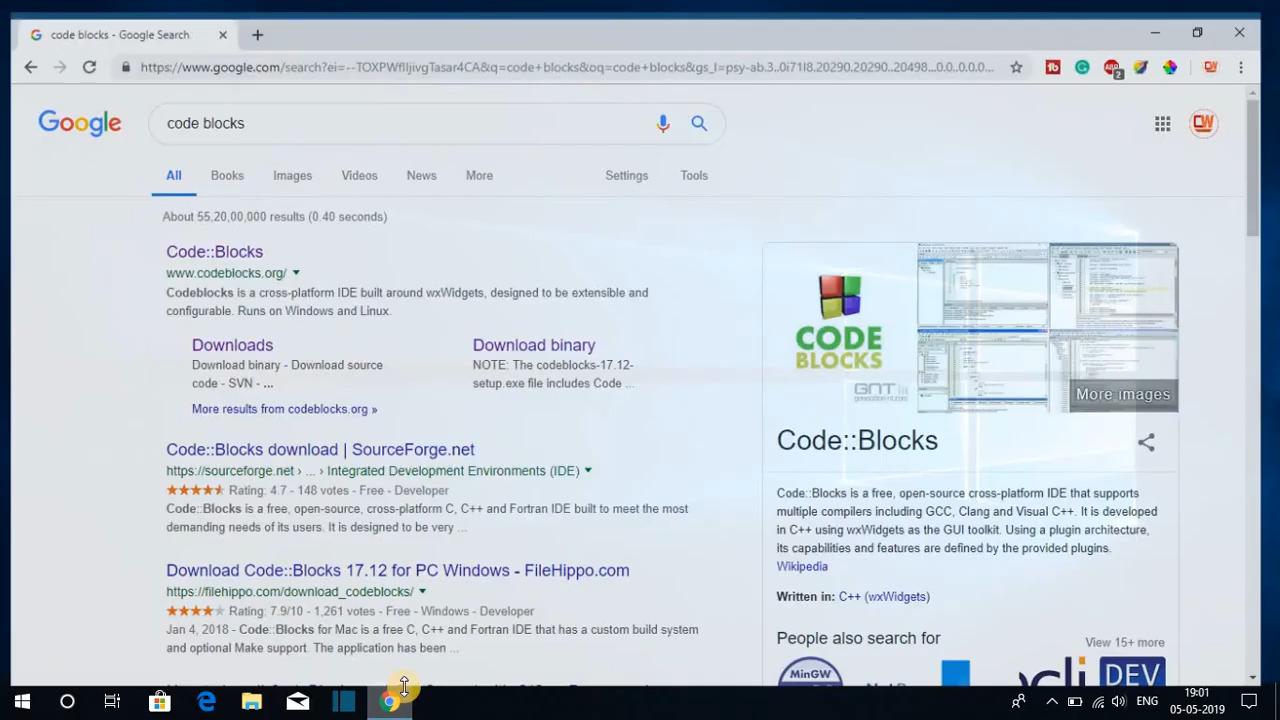 code blocks - Google Search
https://www.google.com/search?ei=--TOXPWflIjivgTasar4CA&q=code+blocks&oq=code+blocks&gs_l=psy-ab.3..0i71l8.20290.20290..20498...0.0..0.0.0...
2
Google
code blocks
CW
All Books Images Videos News More Settings Tools
About 55,20,00,000 results (0.40 seconds)
Code::Blocks
www.codeblocks.org/
Codeblocks is a cross-platform IDE built around wxWidgets, designed to be extensible and
configurable. Runs on Windows and Linux.
Downloads
Download binary - Download source
code - SVN - ...
Download binary
NOTE: The codeblocks-17.12-
setup.exe file includes Code ...
More results from codeblocks.org »
Code::Blocks download | SourceForge.net
https://sourceforge.net › ... › Integrated Development Environments (IDE)
Rating: 4.7 - 148 votes - Free - Developer
Code::Blocks is a free, open-source, cross-platform C, C++ and Fortran IDE built to meet the most
demanding needs of its users. It is designed to be very ...
Download Code::Blocks 17.12 for PC Windows - FileHippo.com
https://filehippo.com/download_codeblocks/
Rating: 7.9/10 - 1,261 votes - Free - Windows - Developer
Jan 4, 2018 - Code::Blocks for Mac is a free C, C++ and Fortran IDE that has a custom build system
and optional Make support. The application has been ...
CODE
BLOCKS
GNT
generation-nt.com
More images
Code::Blocks
Code::Blocks is a free, open-source cross-platform IDE that supports
multiple compilers including GCC, Clang and Visual C++. It is developed
in C++ using wxWidgets as the GUI toolkit. Using a plugin architecture,
its capabilities and features are defined by the provided plugins.
Wikipedia
Written in: C++ (wxWidgets)
People also search for
View 15+ more
MinGW
DEV
ENG
19:01
05-05-2019